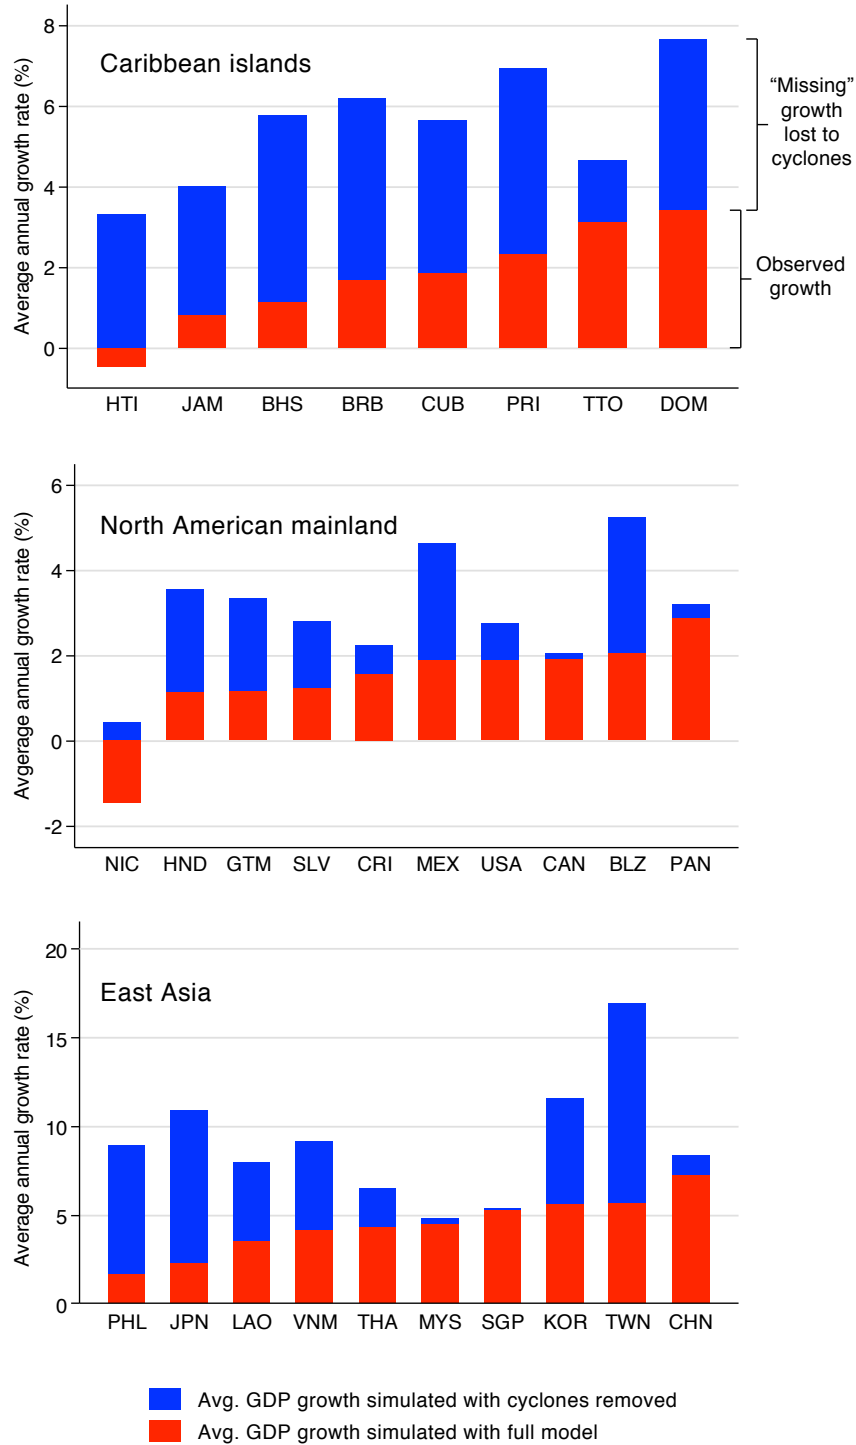 Caribbean islands
Average annual growth rate (%)
8
6
4
2
0
HTI JAM BHS BRB CUB PRI TTO DOM
“Missing”
growth
lost to
cyclones
Observed
growth
North American mainland
Avgerage annual growth rate (%)
6
4
2
0
-2
NIC HND GTM SLV CRI MEX USA CAN BLZ PAN
East Asia
Average annual growth rate (%)
20
15
10
5
0
PHL JPN LAO VNM THA MYS SGP KOR TWN CHN
Avg. GDP growth simulated with cyclones removed
Avg. GDP growth simulated with full model